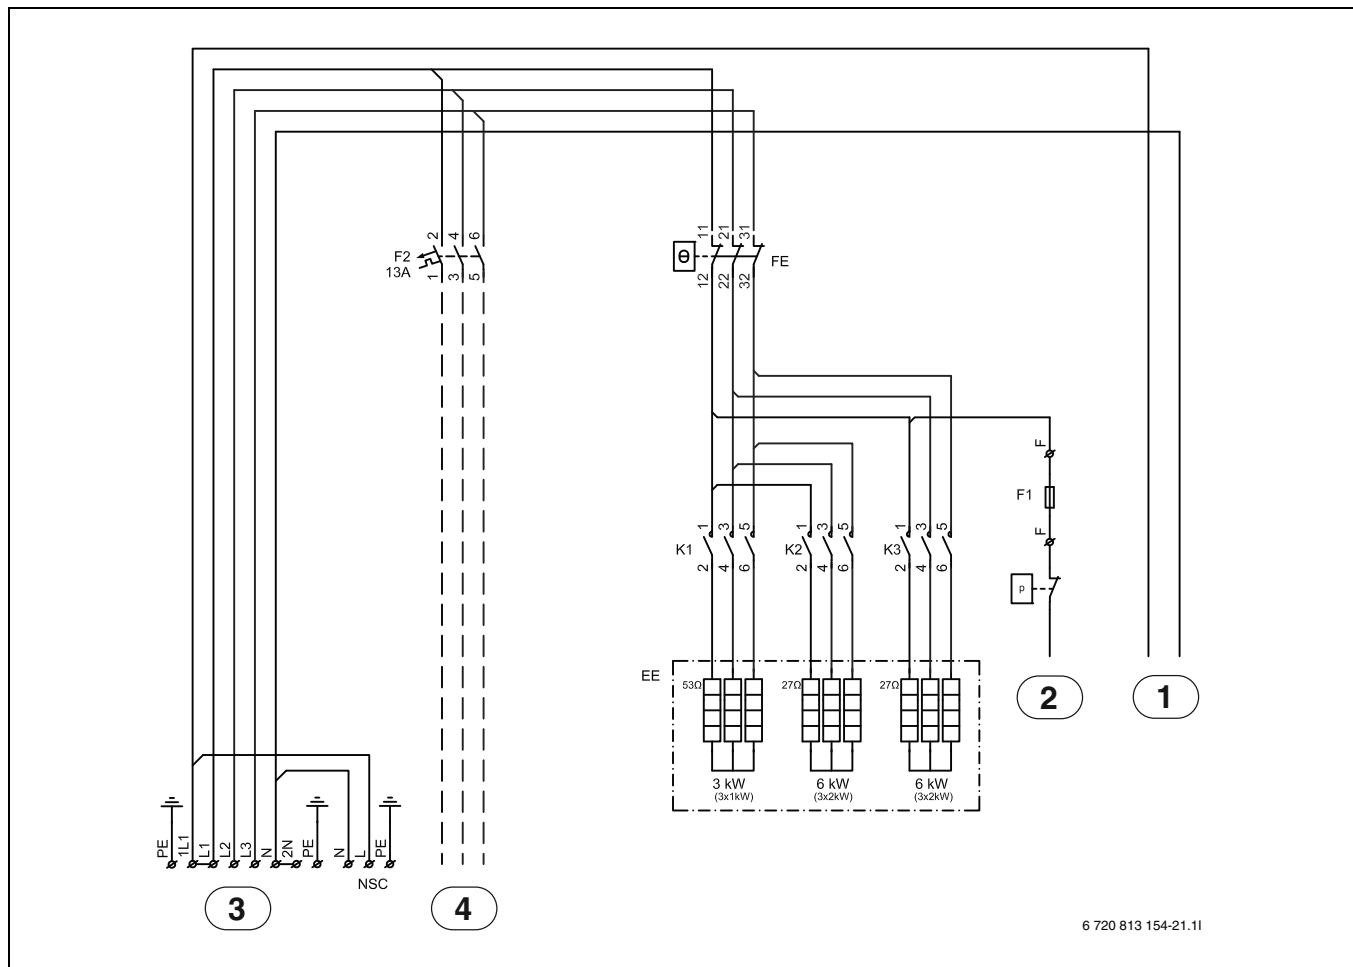 2 4 6
F2
13A
1 3 5
11 21 31
θ
FE
12 22 32
F
F1
F
1 3 5
K1
2 4 6
1 3 5
K2
2 4 6
1 3 5
K3
2 4 6
p
EE
53Ω
27Ω
27Ω
2
1
3 kW
(3x1kW)
6 kW
(3x2kW)
6 kW
(3x2kW)
PE 1L1 L1 L2 L3 N 2N PE N L PE
NSC
3
4
6 720 813 154-21.1I